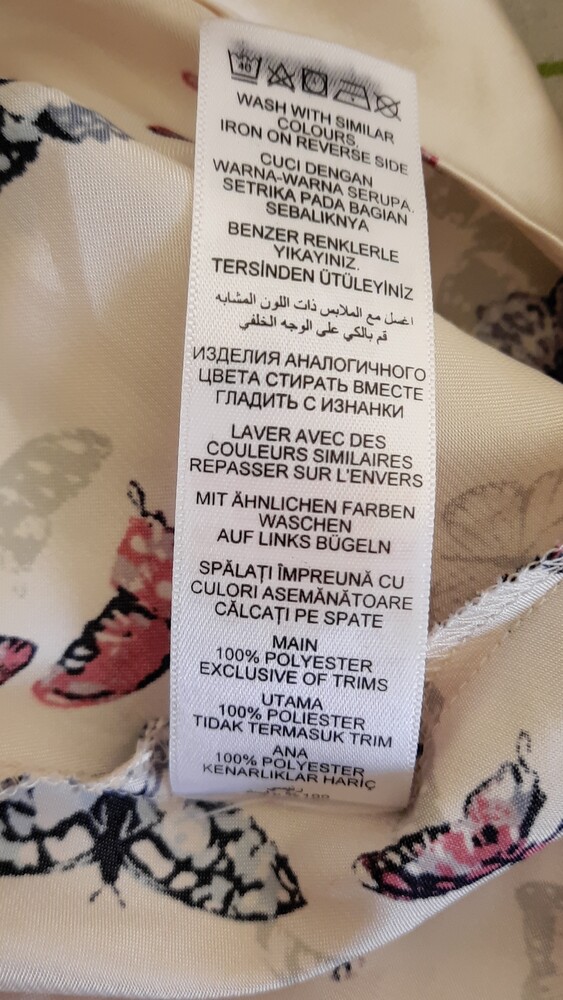 40
WASH WITH SIMILAR
COLOURS,
IRON ON REVERSE SIDE
CUCI DENGAN
WARNA-WARNA SERUPA.
SETRIKA PADA BAGIAN
SEBALIKNYA
BENZER RENKLERLE
YIKAYINIZ.
TERSİNDEN ÜTÜLEYİNİZ
اغسل مع الملابس ذات اللون المشابه
قم بالكي على الوجه الخلفي
ИЗДЕЛИЯ АНАЛОГИЧНОГО
ЦВЕТА СТИРАТЬ ВМЕСТЕ
ГЛАДИТЬ С ИЗНАНКИ
LAVER AVEC DES
COULEURS SIMILAIRES
REPASSER SUR L'ENVERS
MIT ÄHNLICHEN FARBEN
WASCHEN
AUF LINKS BÜGELN
SPĂLAȚI ÎMPREUNĂ CU
CULORI ASEMĂNĂTOARE
CĂLCAȚI PE SPATE
MAIN
100% POLYESTER
EXCLUSIVE OF TRIMS
UTAMA
100% POLIESTER
TIDAK TERMASUK TRIM
ANA
100% POLYESTER
KENARLIKLAR HARİÇ